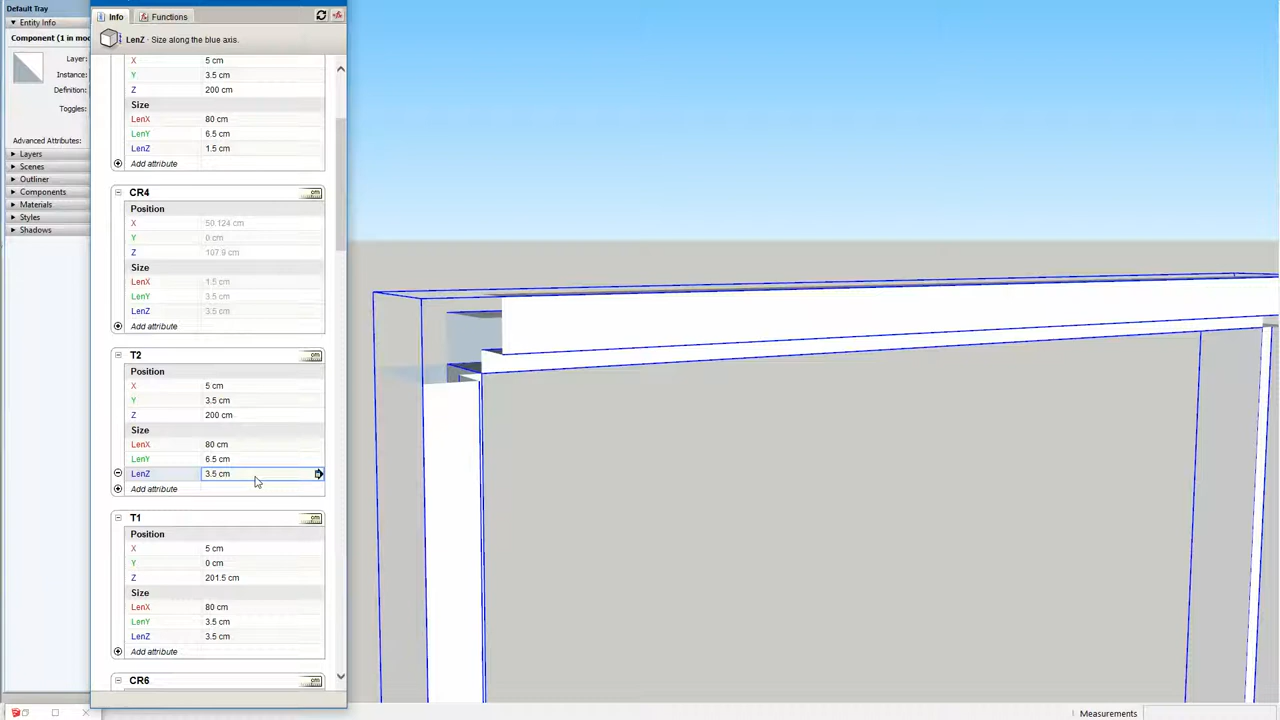 Default Tray
Entity Info
Component (1 in mod
Layer:
Instance:
Definition:
Toggles:
Advanced Attributes:
Layers
Scenes
Outliner
Components
Materials
Styles
Shadows
Info
Functions
LenZ - Size along the blue axis.
X 5 cm
Y 3.5 cm
Z 200 cm
Size
LenX 80 cm
LenY 6.5 cm
LenZ 1.5 cm
Add attribute
CR4 cm
Position
X 50.124 cm
Y 0 cm
Z 107.9 cm
Size
LenX 1.5 cm
LenY 3.5 cm
LenZ 3.5 cm
Add attribute
T2 cm
Position
X 5 cm
Y 3.5 cm
Z 200 cm
Size
LenX 80 cm
LenY 6.5 cm
LenZ 3.5 cm
Add attribute
T1 cm
Position
X 5 cm
Y 0 cm
Z 201.5 cm
Size
LenX 80 cm
LenY 3.5 cm
LenZ 3.5 cm
Add attribute
CR6 cm
Measurements